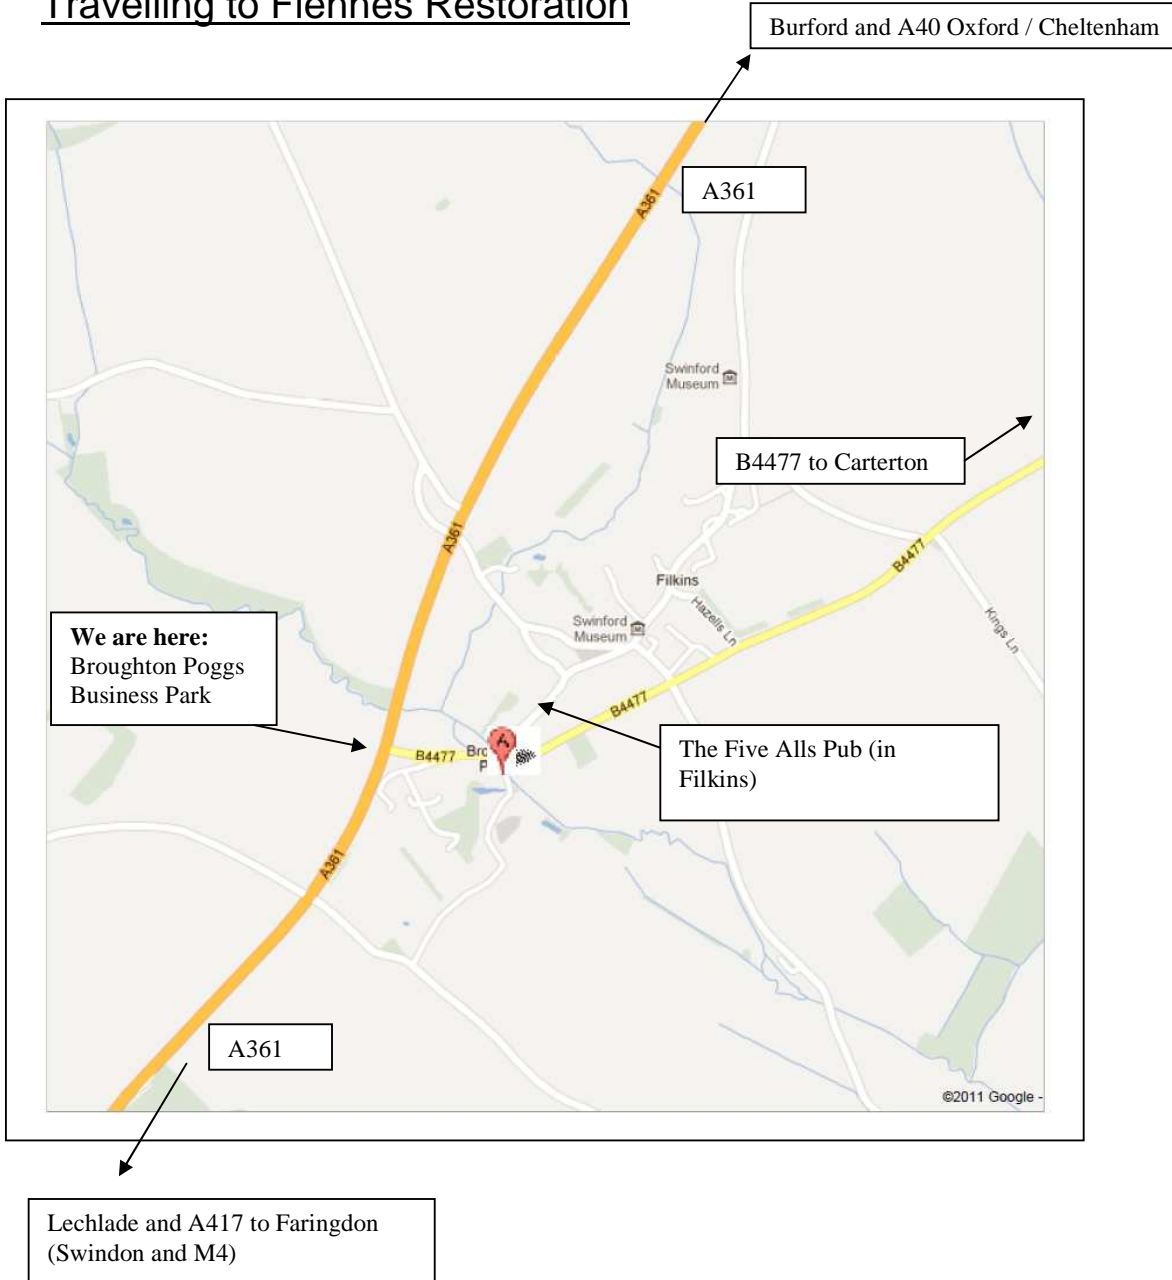 Travelling to Fiennes Restoration
Burford and A40 Oxford / Cheltenham
A361
A361
Swinford
Museum
B4477 to Carterton
A361
B4477
Filkins
Hazells Ln
Kings Ln
We are here:
Broughton Poggs
Business Park
Swinford
Museum
B4477
The Five Alls Pub (in
Filkins)
B4477
A
A361
A361
©2011 Google -
Lechlade and A417 to Faringdon
(Swindon and M4)